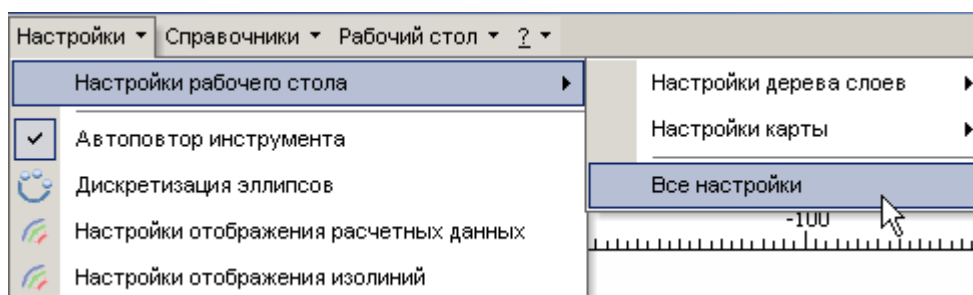 Настройки Справочники Рабочий стол ?
Настройки рабочего стола
Автоповтор инструмента
Дискретизация эллипсов
Настройки отображения расчетных данных
Настройки отображения изолиний
Настройки дерева слоев
Настройки карты
Все настройки
-100